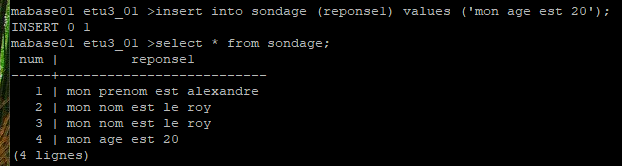 mabase01 etu3_01 >insert into sondage (reponse1) values ('mon age est 20');
INSERT 0 1
mabase01 etu3_01 >select * from sondage;
 num |         reponse1
-----+--------------------------
   1 | mon prenom est alexandre
   2 | mon nom est le roy
   3 | mon nom est le roy
   4 | mon age est 20
(4 lignes)